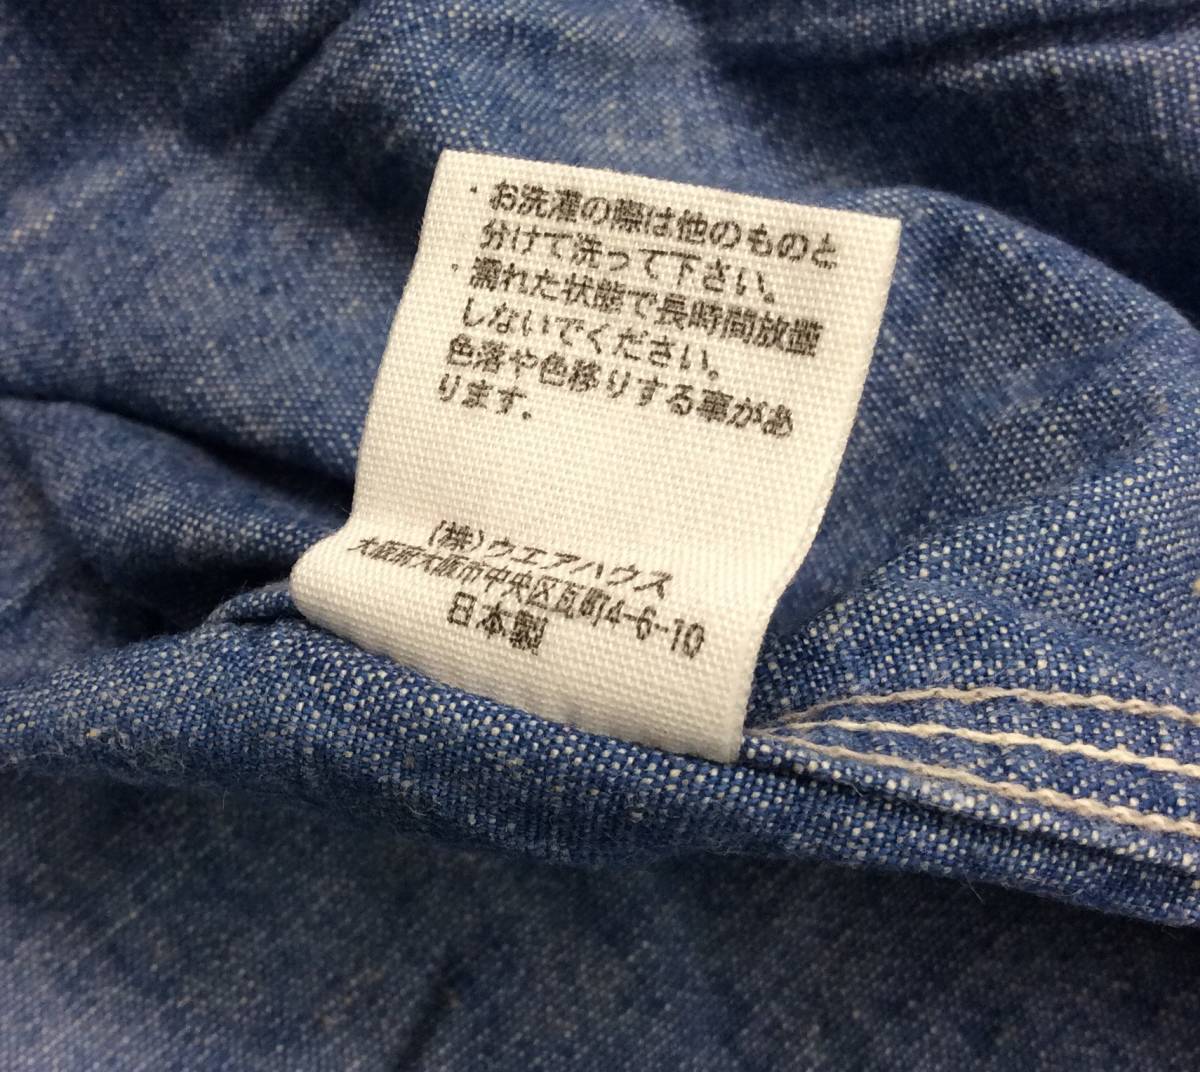 ・お洗濯の際は他のものと
分けて洗って下さい。
・濡れた状態で長時間放置
しないでください。
色落や色移りする事があ
ります.
(株)ウエアハウス
大阪府大阪市中央区瓦町4-6-10
日本製